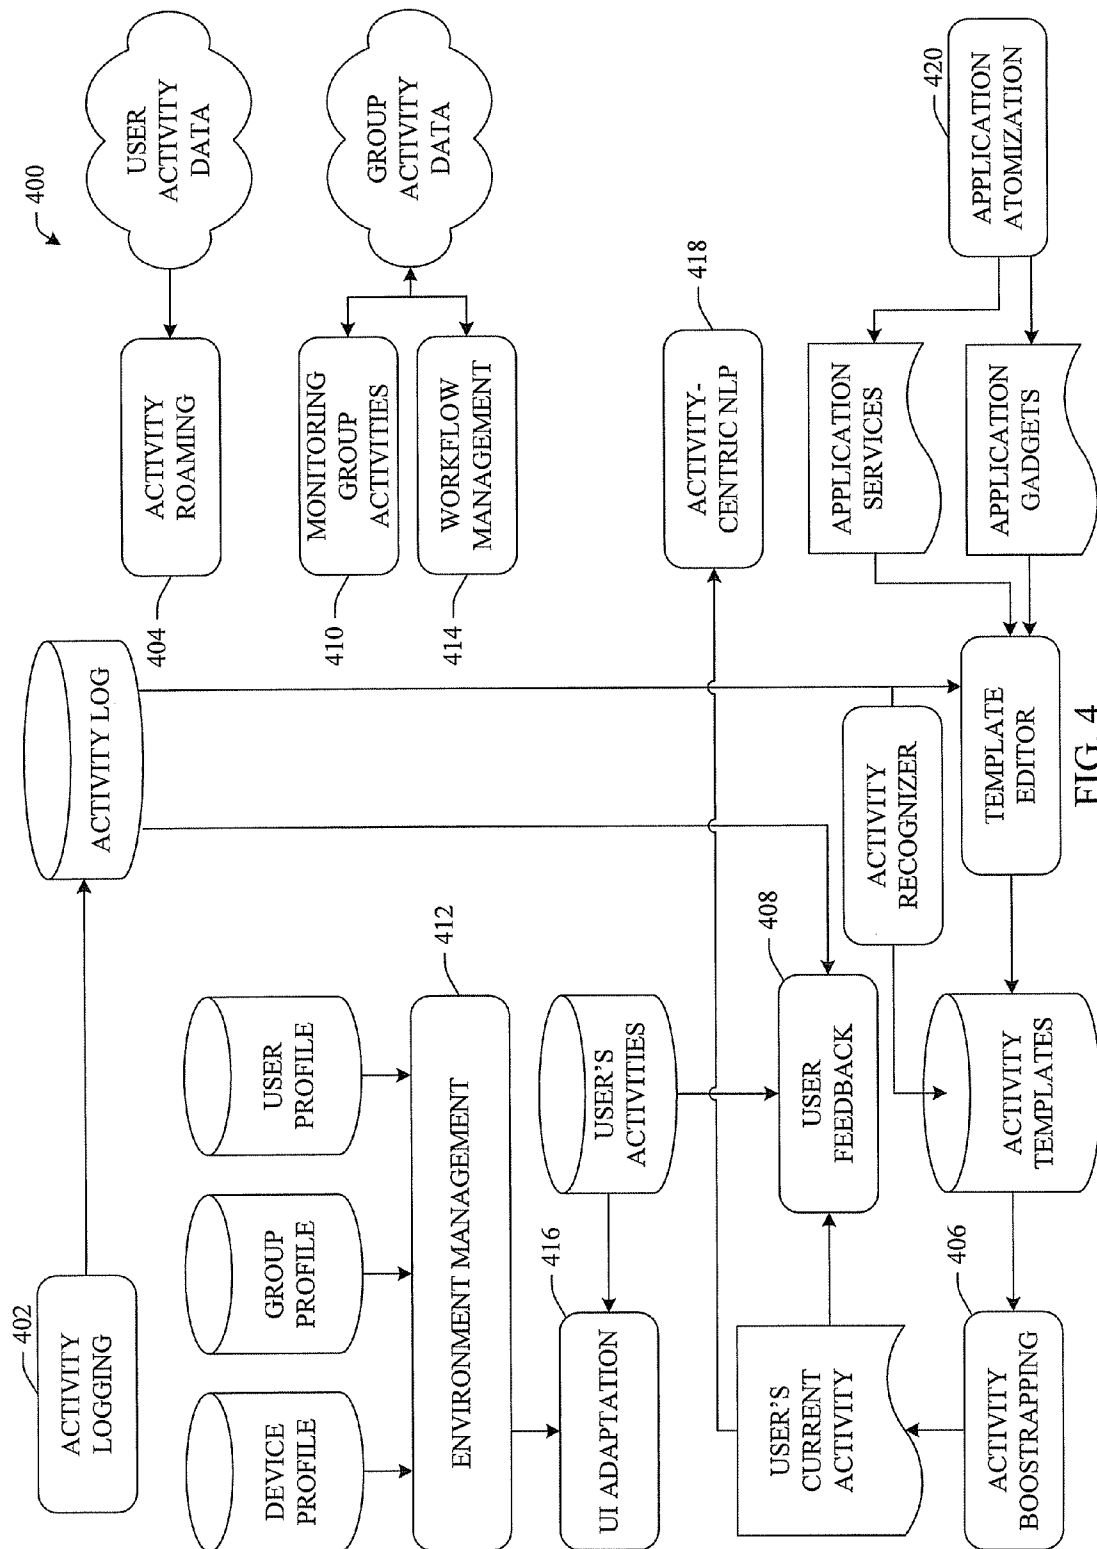 400
402
ACTIVITY
LOGGING
ACTIVITY LOG
404
ACTIVITY
ROAMING
USER
ACTIVITY
DATA
DEVICE
PROFILE
GROUP
PROFILE
USER
PROFILE
410
MONITORING
GROUP
ACTIVITIES
GROUP
ACTIVITY
DATA
412
ENVIRONMENT MANAGEMENT
414
WORKFLOW
MANAGEMENT
416
UI ADAPTATION
USER'S
ACTIVITIES
418
ACTIVITY-
CENTRIC NLP
USER'S
CURRENT
ACTIVITY
408
USER
FEEDBACK
ACTIVITY
RECOGNIZER
APPLICATION
SERVICES
420
APPLICATION
ATOMIZATION
406
ACTIVITY
BOOSTRAPPING
ACTIVITY
TEMPLATES
TEMPLATE
EDITOR
APPLICATION
GADGETS
FIG. 4